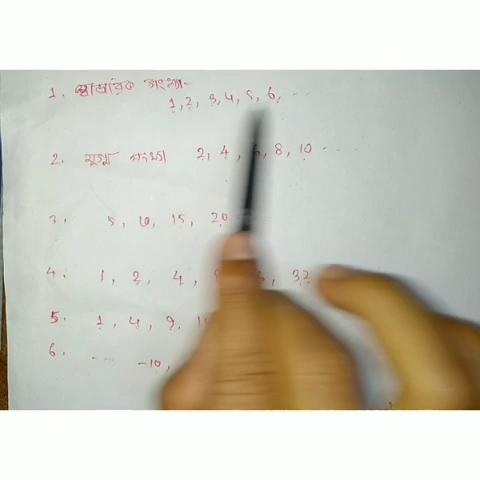 1. স্বাভাবিক সংখ্যা-
1, 2, 3, 4, 5, 6, ...
2. যুগ্ম সংখ্যা 2, 4, 8, 10 ....
3. 5, 10, 15, 20
4. 1, 2, 4, 32
5. 1, 4, 9,
6. .... -10,